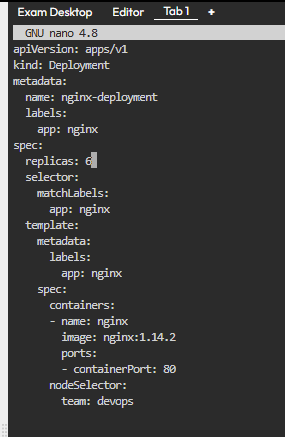 Exam Desktop Editor Tab 1 +
GNU nano 4.8
apiVersion: apps/v1
kind: Deployment
metadata:
  name: nginx-deployment
  labels:
    app: nginx
spec:
  replicas: 6
  selector:
    matchLabels:
      app: nginx
  template:
    metadata:
      labels:
        app: nginx
    spec:
      containers:
      - name: nginx
        image: nginx:1.14.2
        ports:
        - containerPort: 80
      nodeSelector:
        team: devops